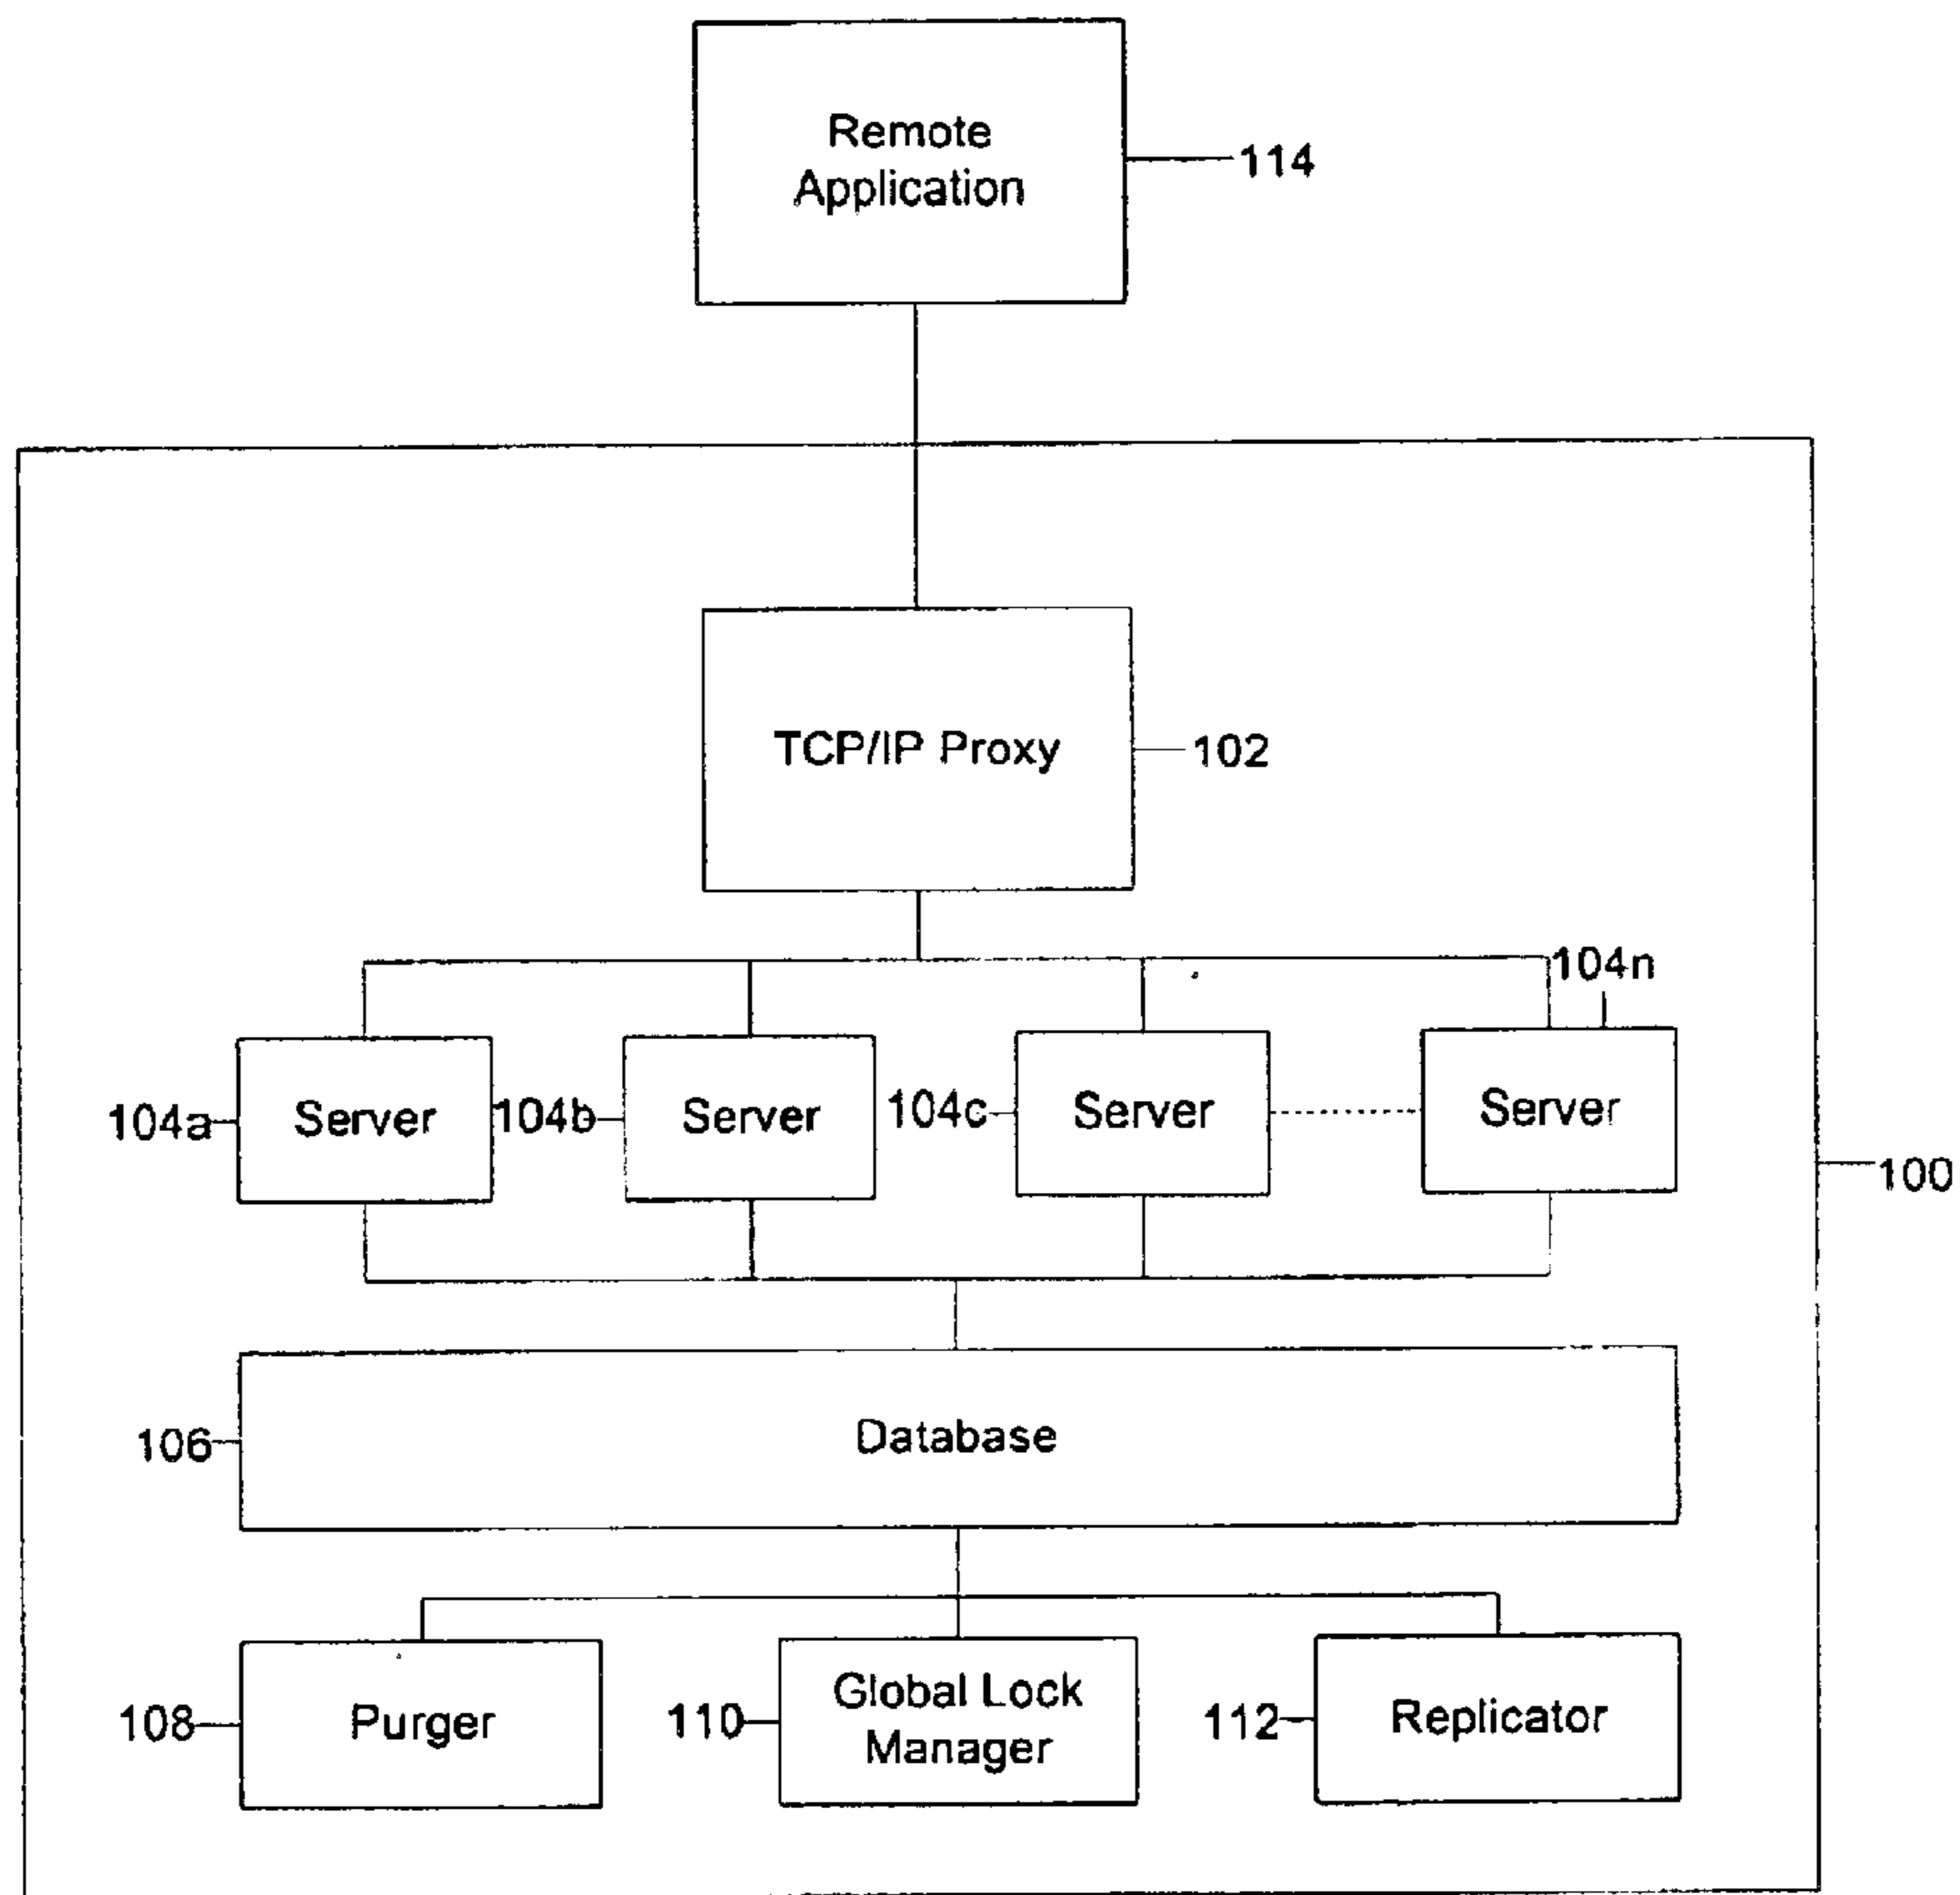 Remote
Application
114
TCP/IP Proxy
102
104n
104a
Server
104b
Server
104c
Server
Server
100
106
Database
108
Purger
110
Global Lock
Manager
112
Replicator